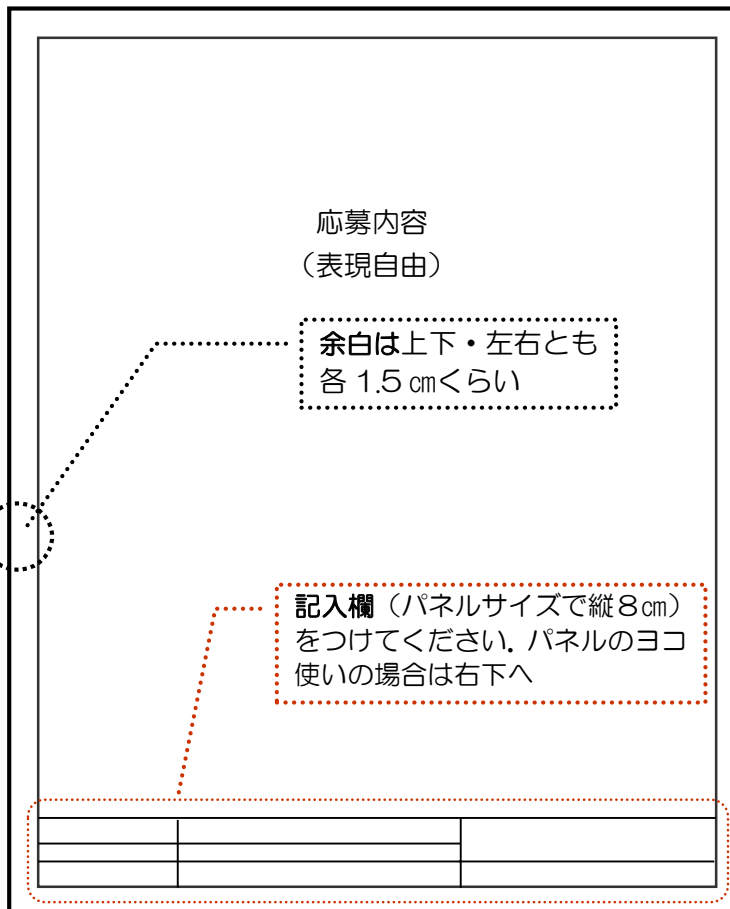 応募内容
（表現自由）
余白は上下・左右とも
各 1.5 ㎝くらい
記入欄（パネルサイズで縦８㎝）
をつけてください．パネルのヨコ
使いの場合は右下へ